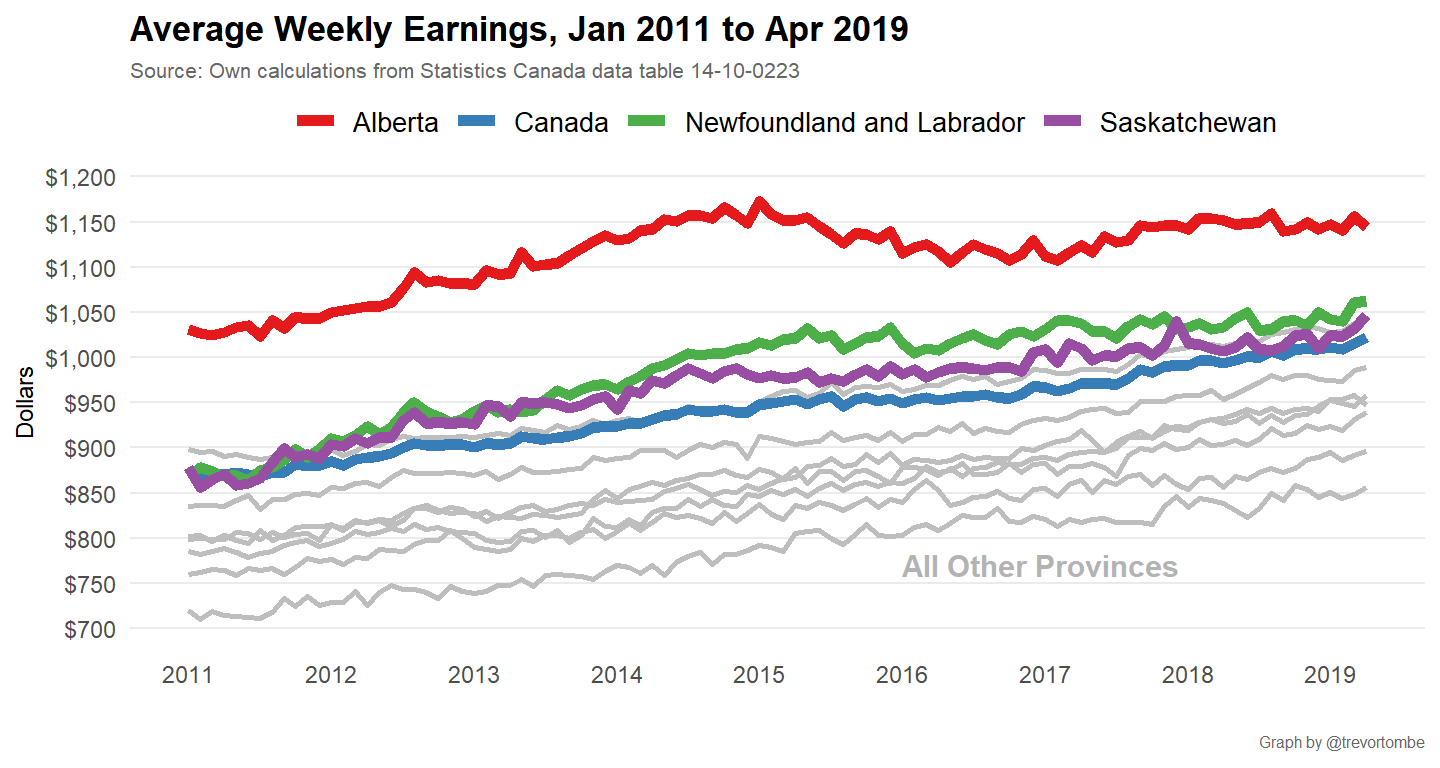 Average Weekly Earnings, Jan 2011 to Apr 2019
Source: Own calculations from Statistics Canada data table 14-10-0223
Alberta Canada Newfoundland and Labrador Saskatchewan
$1,200
$1,150
$1,100
$1,050
$1,000
$950
$900
$850
$800
$750
$700
Dollars
All Other Provinces
2011 2012 2013 2014 2015 2016 2017 2018 2019
Graph by @trevortombe